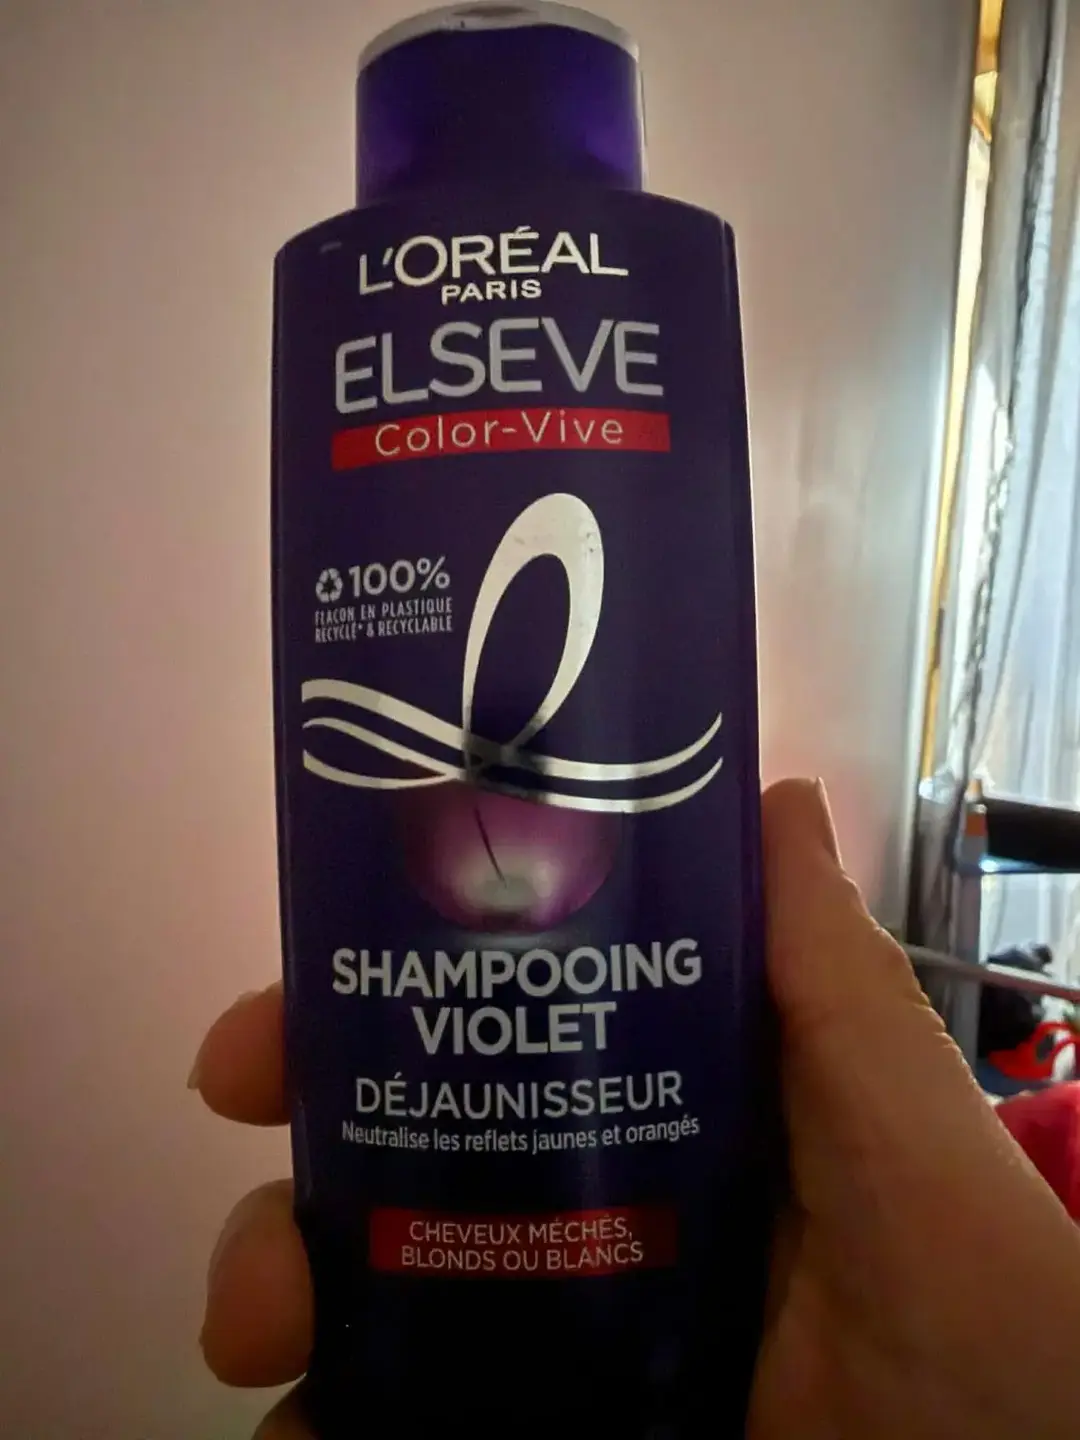 L'ORÉAL
PARIS
ELSEVE
Color-Vive
100%
FLACON EN PLASTIQUE
RECYCLÉ* & RECYCLABLE
SHAMPOOING
VIOLET
DÉJAUNISSEUR
Neutralise les reflets jaunes et orangés
CHEVEUX MÉCHÉS,
BLONDS OU BLANCS